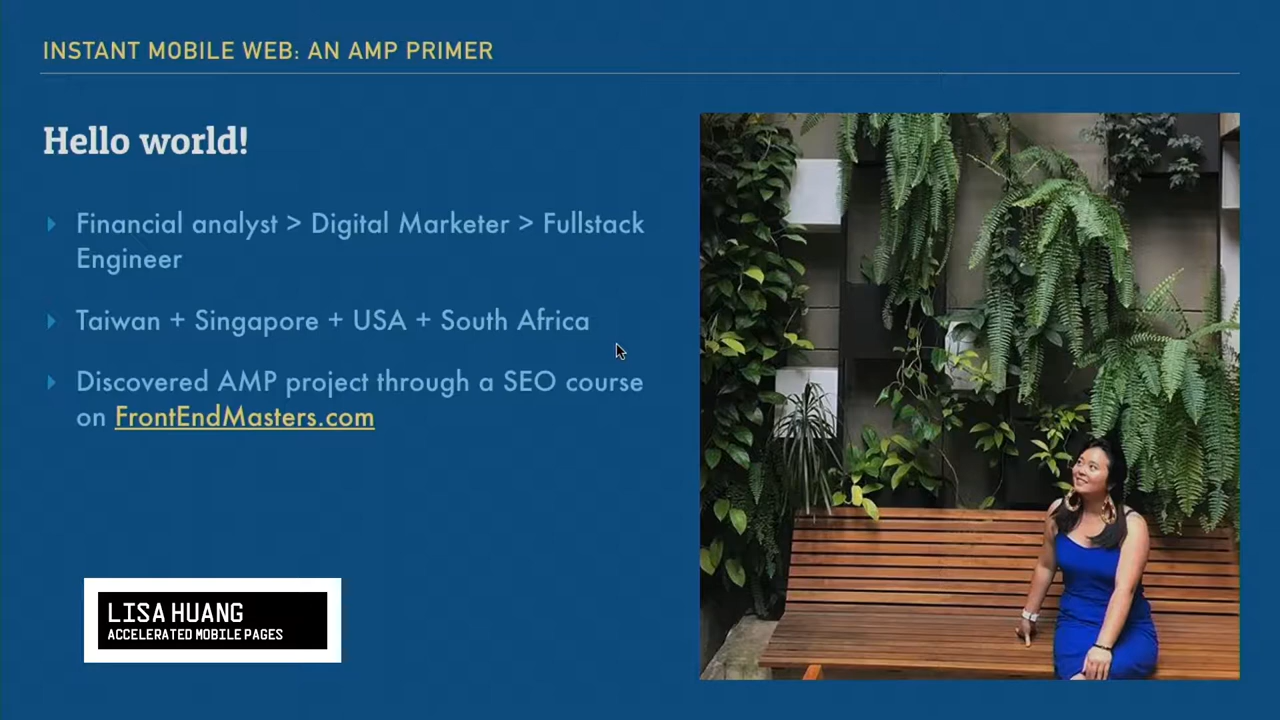 INSTANT MOBILE WEB: AN AMP PRIMER
Hello world!
Financial analyst > Digital Marketer > Fullstack
Engineer
Taiwan + Singapore + USA + South Africa
Discovered AMP project through a SEO course
on FrontEndMasters.com
LISA HUANG
ACCELERATED MOBILE PAGES